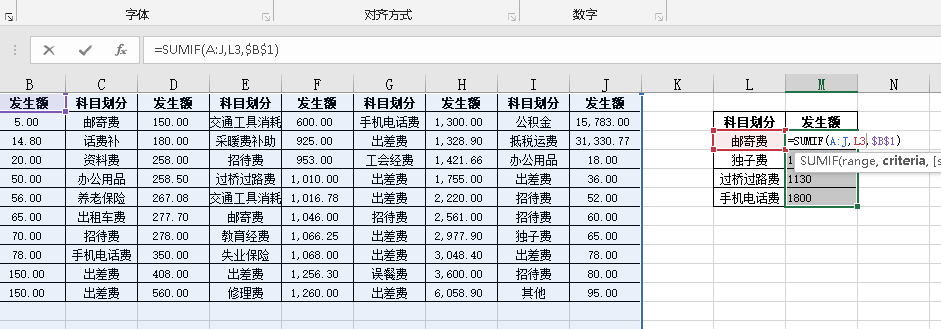 字体 对齐方式 数字
=SUMIF(A:J,L3,$B$1)
B C D E F G H I J K L M N
发生额 科目划分 发生额 科目划分 发生额 科目划分 发生额 科目划分 发生额
5.00 邮寄费 150.00 交通工具消耗 600.00 手机电话费 1,300.00 公积金 15,783.00 科目划分 发生额
14.80 话费补 180.00 采暖费补助 925.00 出差费 1,328.90 抵税运费 31,330.77 邮寄费 =SUMIF(A:J,L3,$B$1)
20.00 资料费 258.00 招待费 953.00 工会经费 1,421.66 办公用品 18.00 独子费 1 SUMIF(range, criteria, [s
50.00 办公用品 258.50 过桥过路费 1,010.00 出差费 1,755.00 出差费 36.00 过桥过路费 1130
56.00 养老保险 267.08 交通工具消耗 1,016.78 出差费 2,220.00 招待费 52.00 手机电话费 1800
65.00 出租车费 277.70 邮寄费 1,046.00 招待费 2,561.00 招待费 60.00
70.00 招待费 278.00 教育经费 1,066.25 出差费 2,977.90 独子费 65.00
78.00 手机电话费 350.00 失业保险 1,068.00 出差费 3,048.40 出差费 78.00
150.00 出差费 408.00 出差费 1,256.30 误餐费 3,600.00 招待费 80.00
150.00 出差费 560.00 修理费 1,260.00 出差费 6,058.90 其他 95.00